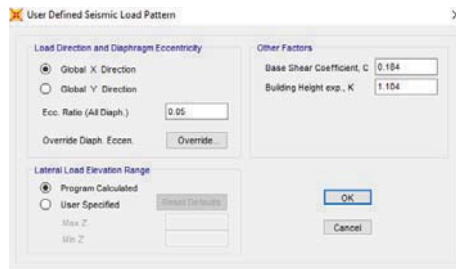 User Defined Seismic Load Pattern
Load Direction and Diaphragm Eccentricity
Global X Direction
Global Y Direction
Ecc. Ratio (All Diaph.) 0.05
Override Diaph. Eccen. Override...
Other Factors
Base Shear Coefficient, C 0.184
Building Height exp., K 1.104
Lateral Load Elevation Range
Program Calculated
User Specified Reset Defaults
Max Z
Min Z
OK
Cancel